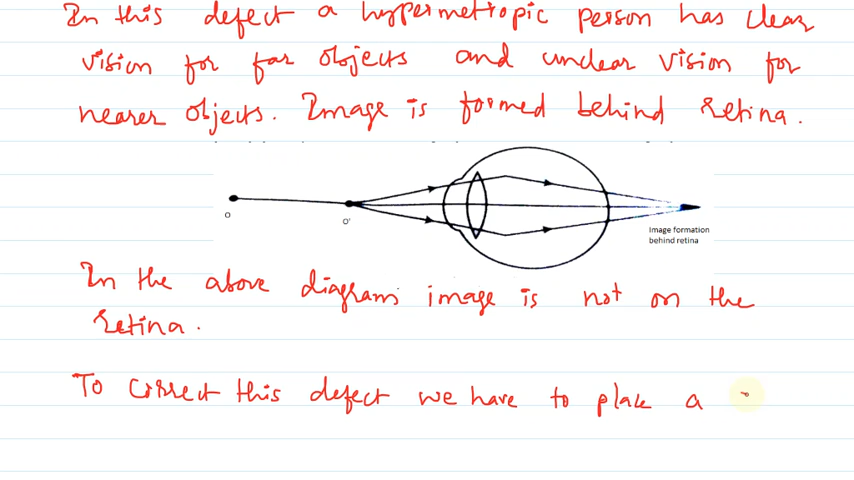 In this defect a hypermetropic person has clear
vision for far objects and unclear vision for
nearer objects. Image is formed behind retina.
O
O'
Image formation
behind retina
In the above diagram image is not on the
retina.
To correct this defect we have to place a